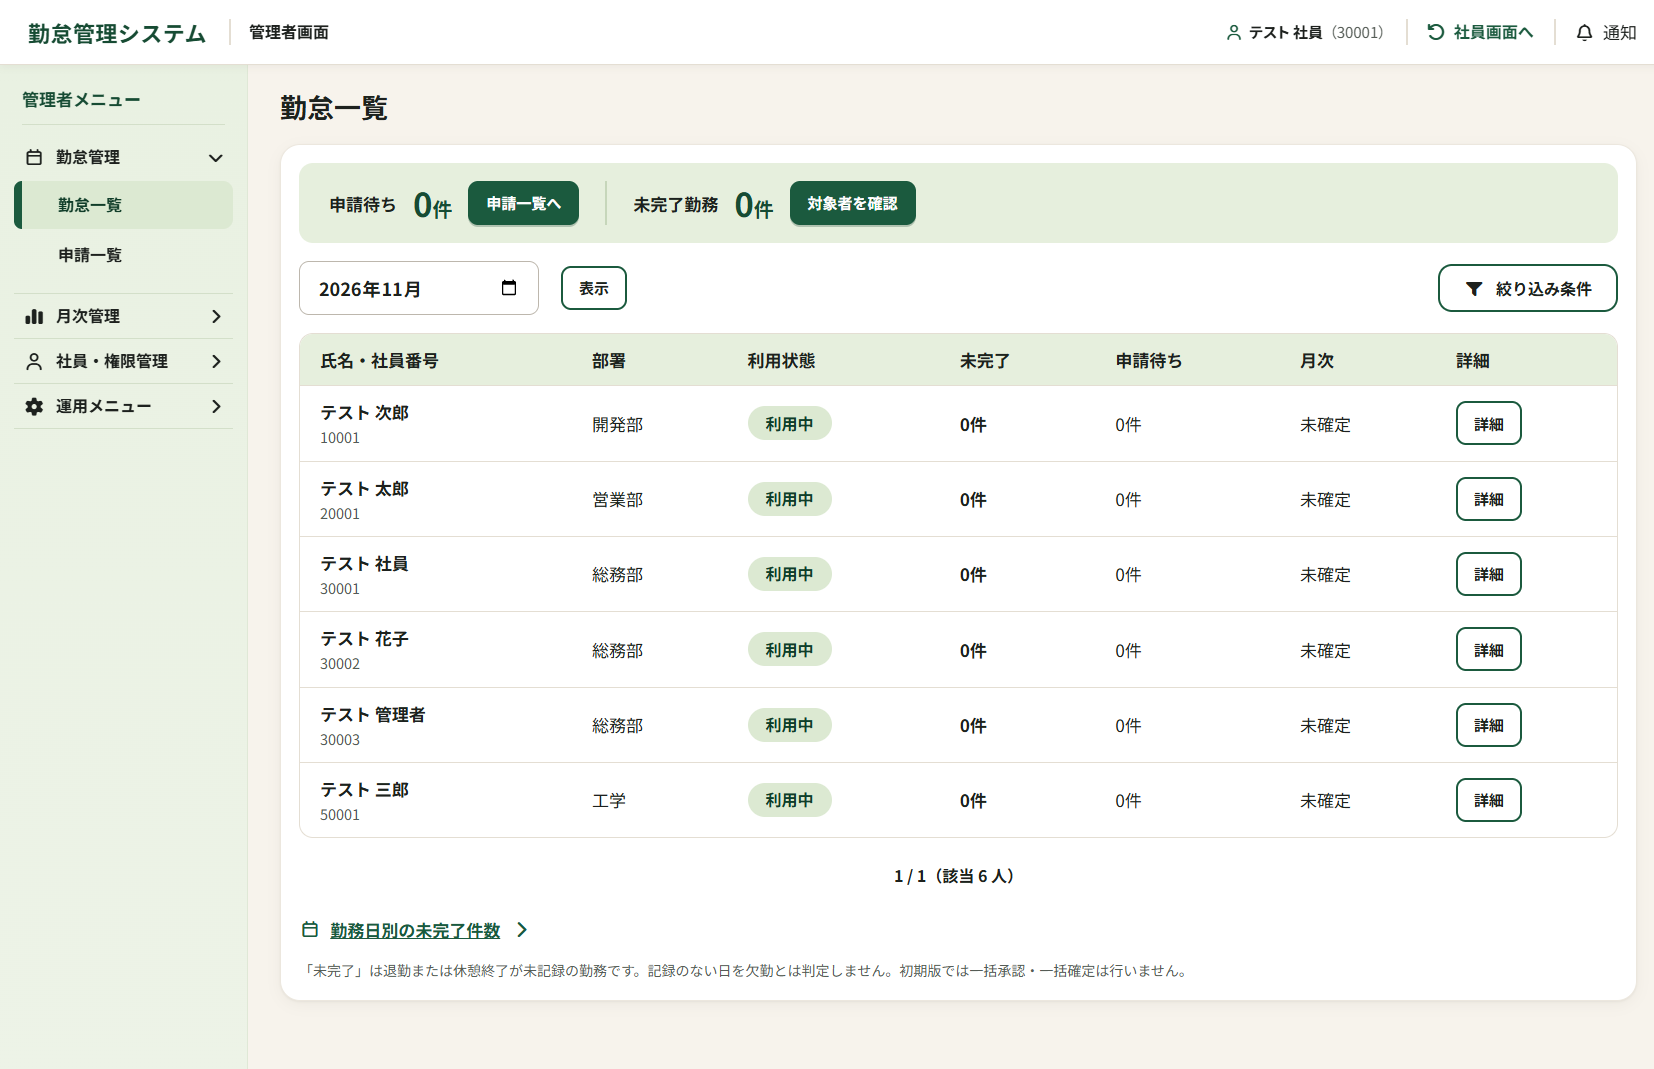 勤怠管理システム 管理者画面 テスト 社員（30001） 社員画面へ 通知
管理者メニュー
勤怠管理
勤怠一覧
申請一覧
月次管理
社員・権限管理
運用メニュー
勤怠一覧
申請待ち 0件 申請一覧へ 未完了勤務 0件 対象者を確認
2026年11月 表示 絞り込み条件
氏名・社員番号 部署 利用状態 未完了 申請待ち 月次 詳細
テスト 次郎
10001 開発部 利用中 0件 0件 未確定 詳細
テスト 太郎
20001 営業部 利用中 0件 0件 未確定 詳細
テスト 社員
30001 総務部 利用中 0件 0件 未確定 詳細
テスト 花子
30002 総務部 利用中 0件 0件 未確定 詳細
テスト 管理者
30003 総務部 利用中 0件 0件 未確定 詳細
テスト 三郎
50001 工学 利用中 0件 0件 未確定 詳細
1 / 1（該当 6 人）
勤務日別の未完了件数
「未完了」は退勤または休憩終了が未記録の勤務です。記録のない日を欠勤とは判定しません。初期版では一括承認・一括確定は行いません。